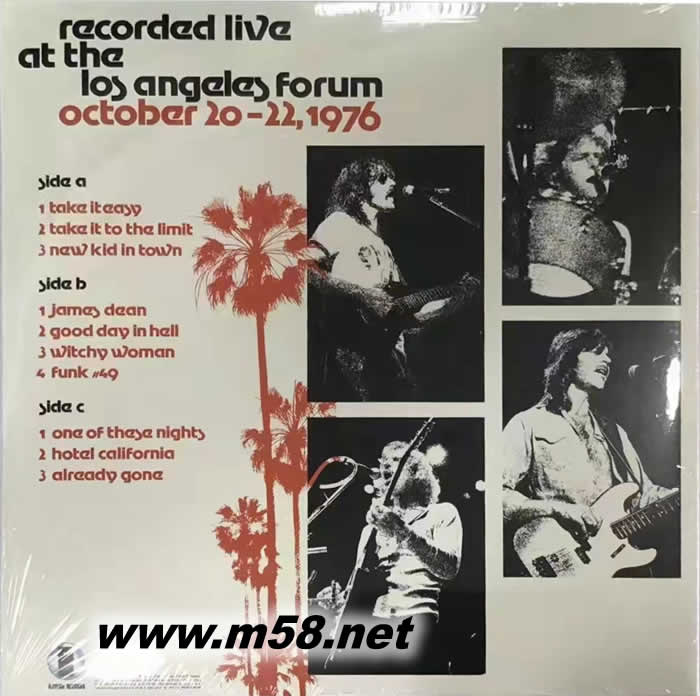 recorded live
at the
los angeles forum
october 20-22, 1976
side a
1 take it easy
2 take it to the limit
3 new kid in town
side b
1 james dean
2 good day in hell
3 witchy woman
4 funk #49
side c
1 one of these nights
2 hotel california
3 already gone
www.m58.net